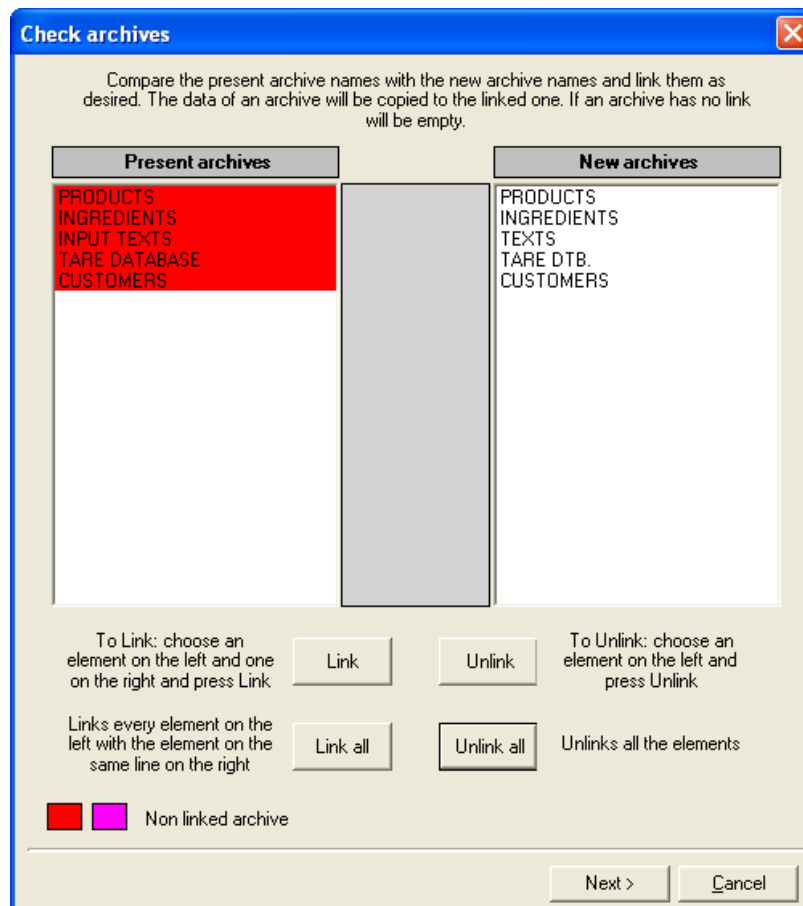 Check archives
Compare the present archive names with the new archive names and link them as
desired. The data of an archive will be copied to the linked one. If an archive has no link
will be empty.
Present archives
New archives
PRODUCTS
INGREDIENTS
INPUT TEXTS
TARE DATABASE
CUSTOMERS
PRODUCTS
INGREDIENTS
TEXTS
TARE DTB.
CUSTOMERS
To Link: choose an
element on the left and one
on the right and press Link
Link
Unlink
To Unlink: choose an
element on the left and
press Unlink
Links every element on the
left with the element on the
same line on the right
Link all
Unlink all
Unlinks all the elements
Non linked archive
Next >
Cancel